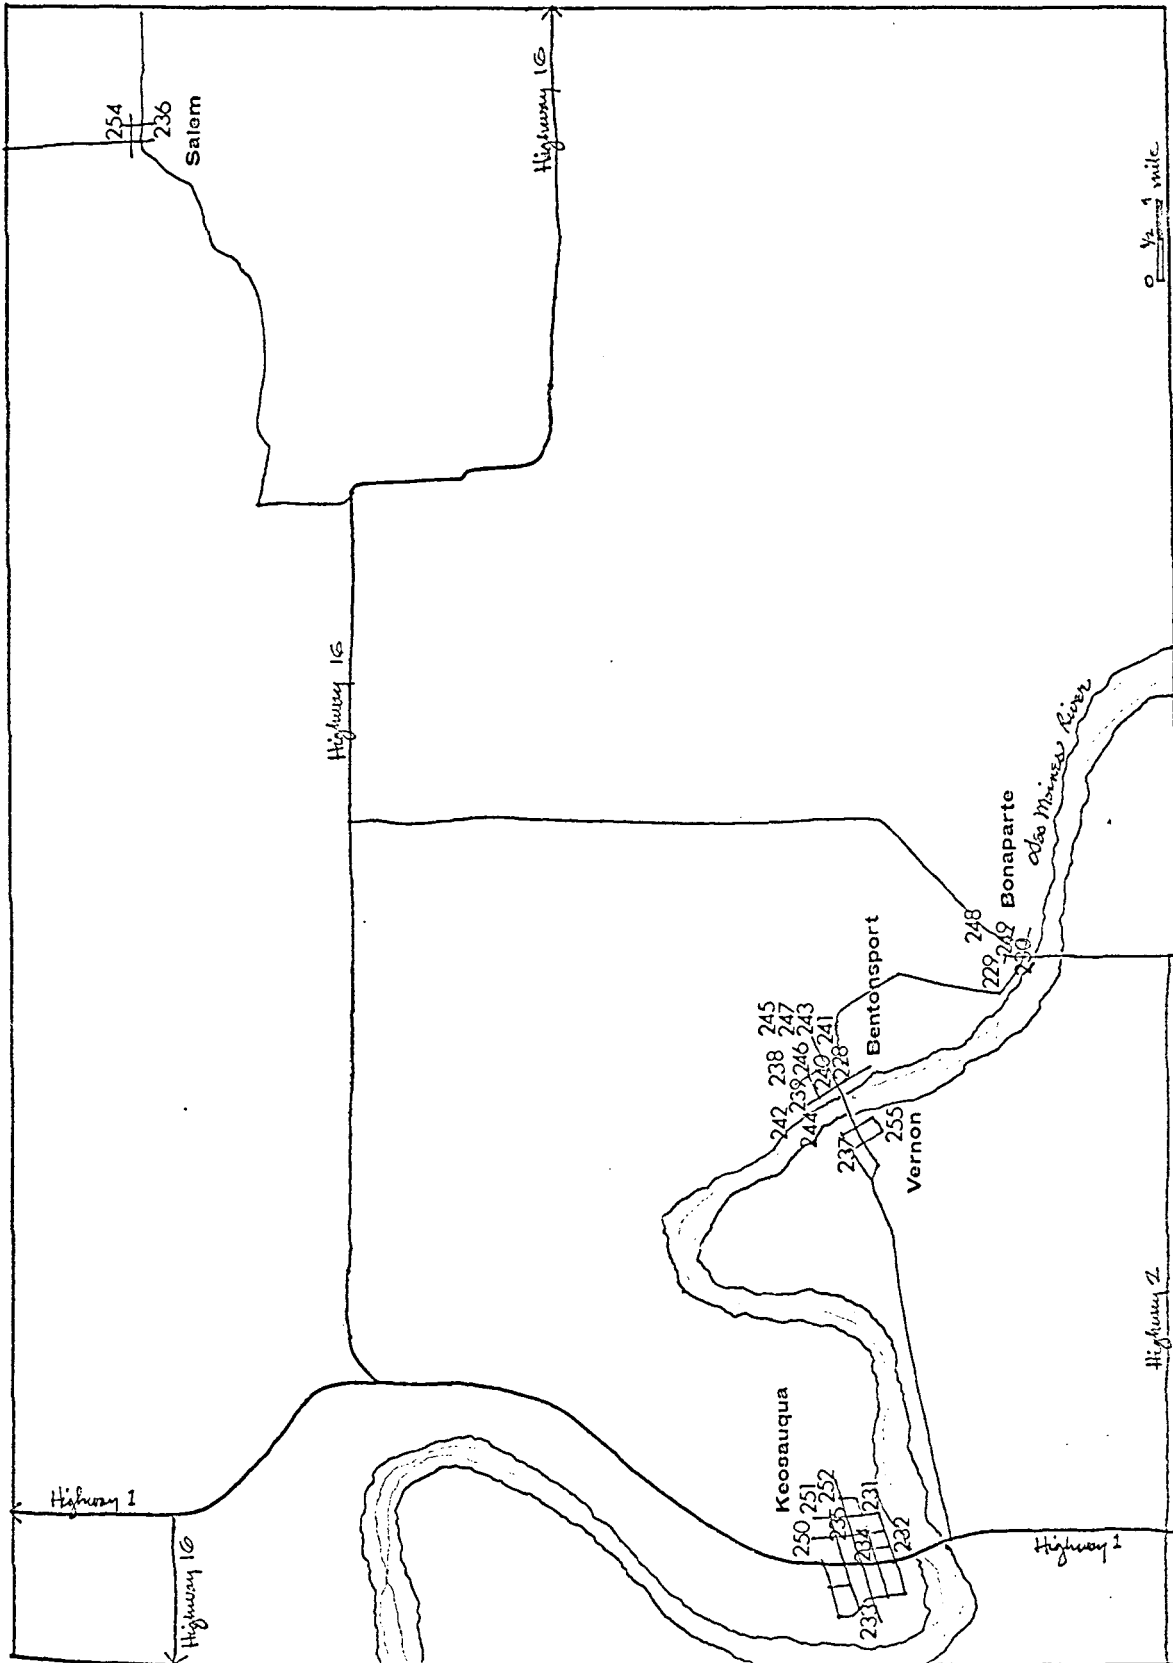 254
236
Salem
Highway 16
Highway 16
0 1/2 1 mile
Highway 1
Highway 16
245
247
243
241
238
246
240
228
242
239
244
Bentonsport
237
255
Vernon
248
229
249
230
Bonaparte
Des Moines River
Keosauqua
250
251
252
235
231
234
232
233
Highway 1
Highway 2